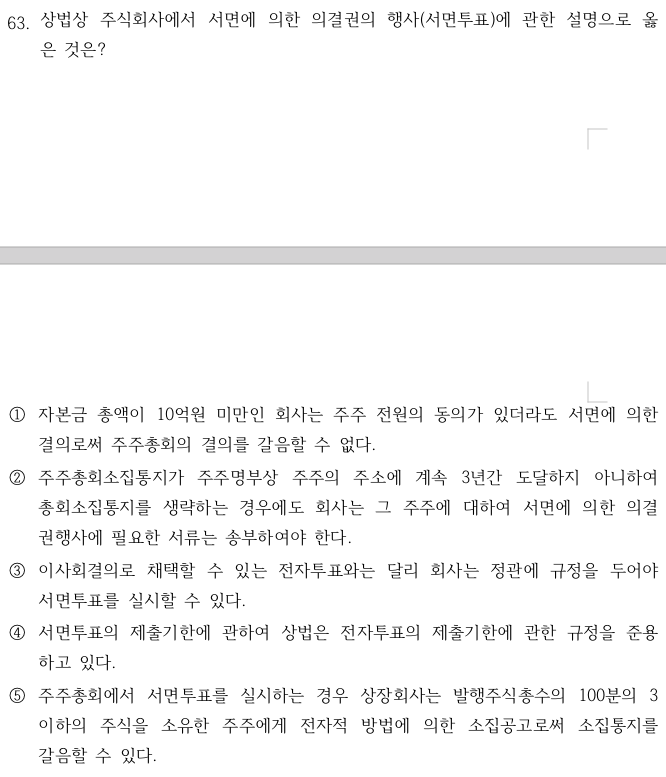 63. 상법상 주식회사에서 서면에 의한 의결권의 행사(서면투표)에 관한 설명으로 옳
은 것은?
① 자본금 총액이 10억원 미만인 회사는 주주 전원의 동의가 있더라도 서면에 의한
결의로써 주주총회의 결의를 갈음할 수 없다.
② 주주총회소집통지가 주주명부상 주주의 주소에 계속 3년간 도달하지 아니하여
총회소집통지를 생략하는 경우에도 회사는 그 주주에 대하여 서면에 의한 의결
권행사에 필요한 서류는 송부하여야 한다.
③ 이사회결의로 채택할 수 있는 전자투표와는 달리 회사는 정관에 규정을 두어야
서면투표를 실시할 수 있다.
④ 서면투표의 제출기한에 관하여 상법은 전자투표의 제출기한에 관한 규정을 준용
하고 있다.
⑤ 주주총회에서 서면투표를 실시하는 경우 상장회사는 발행주식총수의 100분의 3
이하의 주식을 소유한 주주에게 전자적 방법에 의한 소집공고로써 소집통지를
갈음할 수 있다.